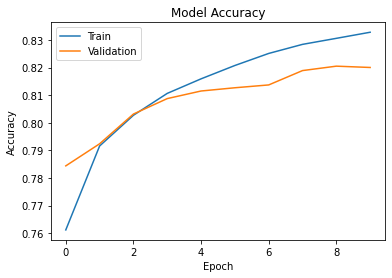 Model Accuracy
Train
Validation
Accuracy
0.83
0.82
0.81
0.80
0.79
0.78
0.77
0.76
0 2 4 6 8
Epoch